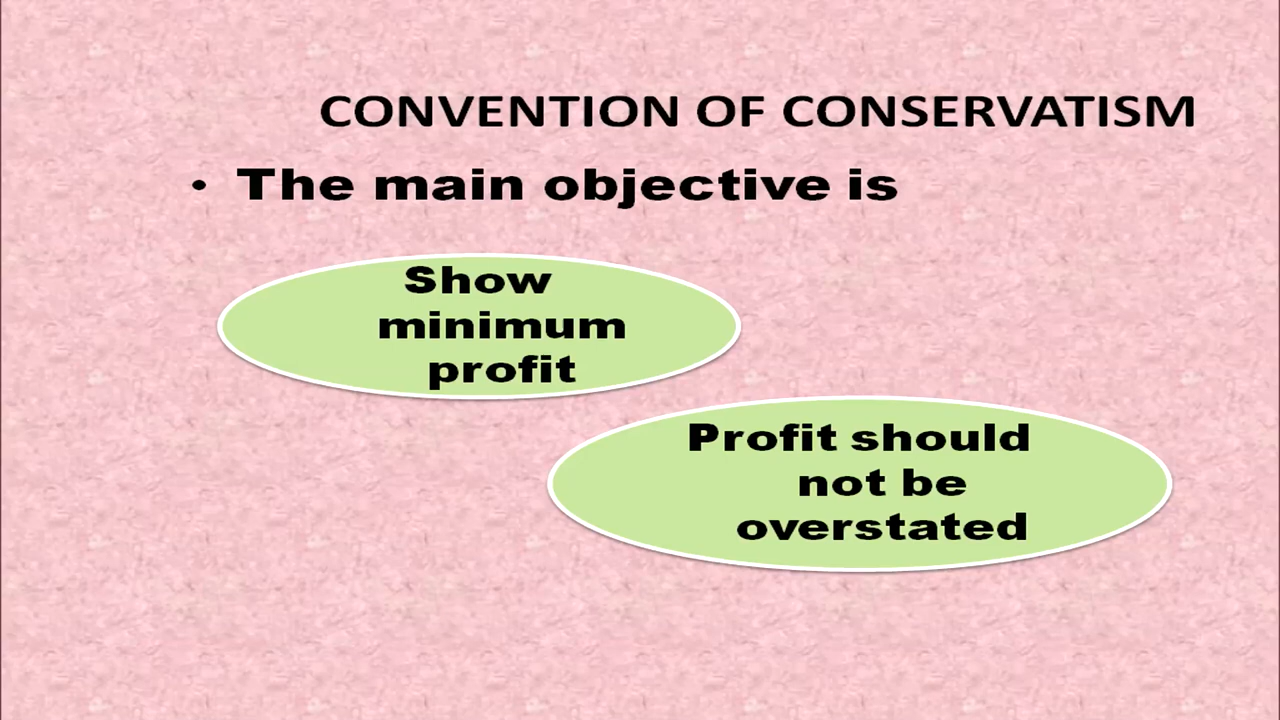 CONVENTION OF CONSERVATISM
• The main objective is
Show
minimum
profit
Profit should
not be
overstated